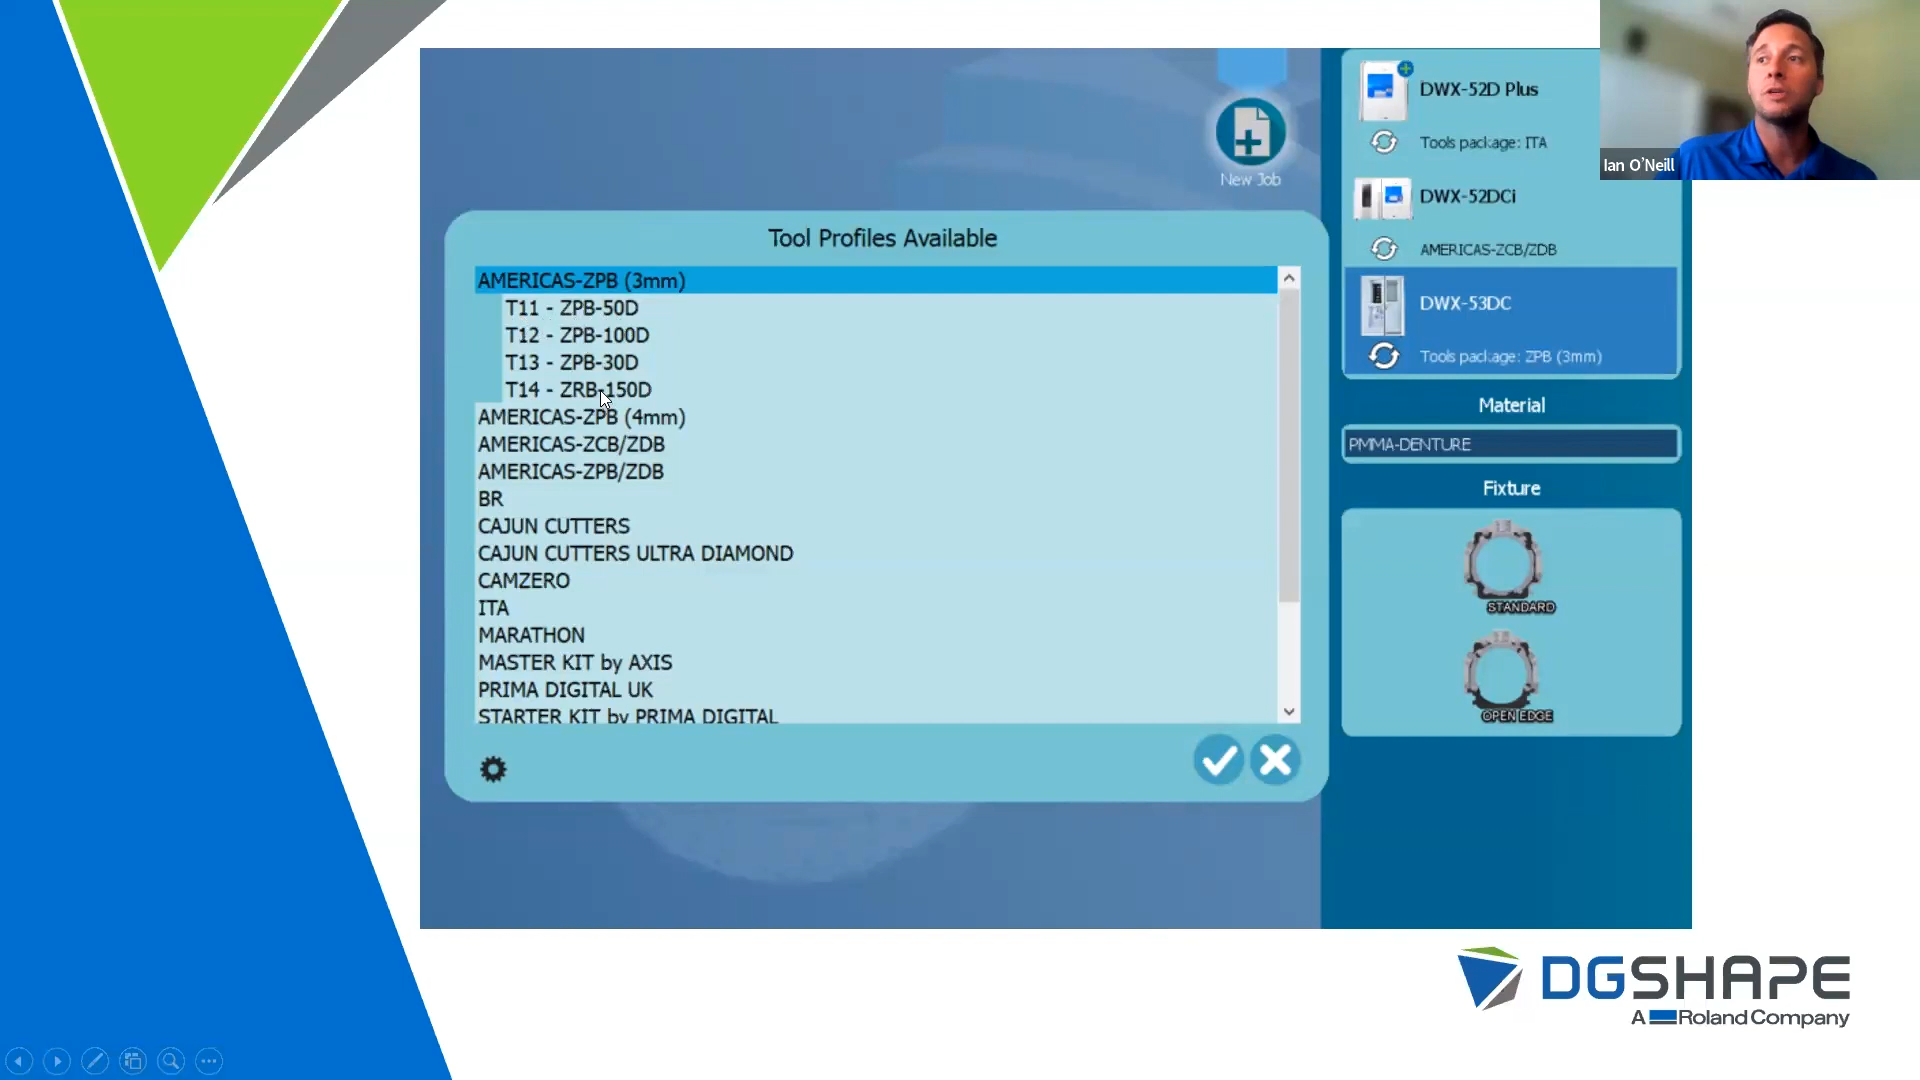 New Job
Tool Profiles Available
AMERICAS-ZPB (3mm)
T11 - ZPB-50D
T12 - ZPB-100D
T13 - ZPB-30D
T14 - ZRB-150D
AMERICAS-ZPB (4mm)
AMERICAS-ZCB/ZDB
AMERICAS-ZPB/ZDB
BR
CAJUN CUTTERS
CAJUN CUTTERS ULTRA DIAMOND
CAMZERO
ITA
MARATHON
MASTER KIT by AXIS
PRIMA DIGITAL UK
STARTER KIT by PRIMA DIGITAL
DWX-52D Plus
Tools package: ITA
DWX-52DCi
AMERICAS-ZCB/ZDB
DWX-53DC
Tools package: ZPB (3mm)
Material
PMMA-DENTURE
Fixture
STANDARD
OPEN EDGE
Ian O'Neill
DGSHAPE
A Roland Company